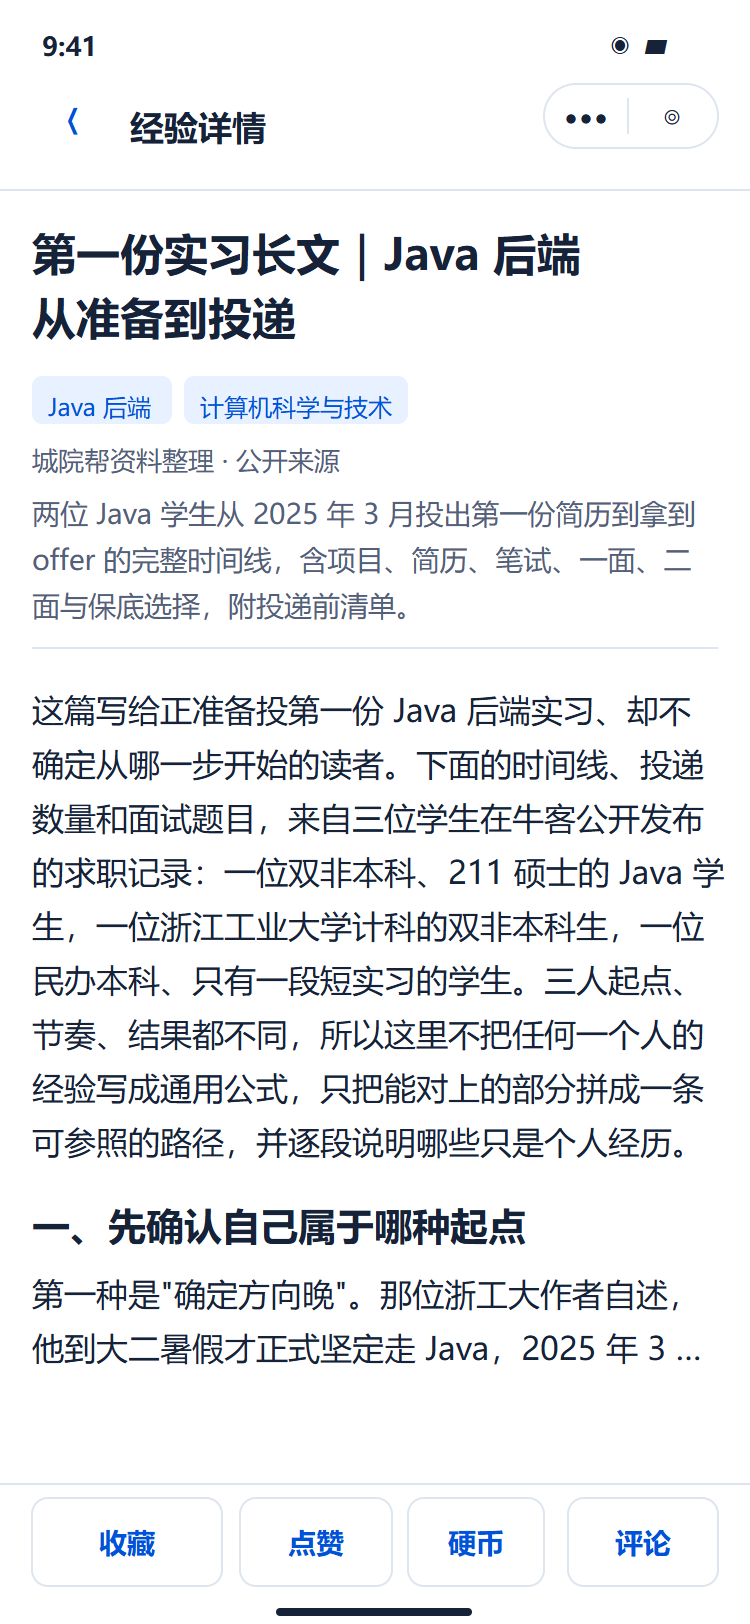 9:41
经验详情
第一份实习长文｜Java 后端
从准备到投递
Java 后端
计算机科学与技术
城院帮资料整理 · 公开来源
两位 Java 学生从 2025 年 3 月投出第一份简历到拿到
offer 的完整时间线，含项目、简历、笔试、一面、二
面与保底选择，附投递前清单。
这篇写给正准备投第一份 Java 后端实习、却不
确定从哪一步开始的读者。下面的时间线、投递
数量和面试题目，来自三位学生在牛客公开发布
的求职记录：一位双非本科、211 硕士的 Java 学
生，一位浙江工业大学计科的双非本科生，一位
民办本科、只有一段短实习的学生。三人起点、
节奏、结果都不同，所以这里不把任何一个人的
经验写成通用公式，只把能对上的部分拼成一条
可参照的路径，并逐段说明哪些只是个人经历。
一、先确认自己属于哪种起点
第一种是"确定方向晚"。那位浙工大作者自述，
他到大二暑假才正式坚定走 Java，2025 年 3 ...
收藏
点赞
硬币
评论